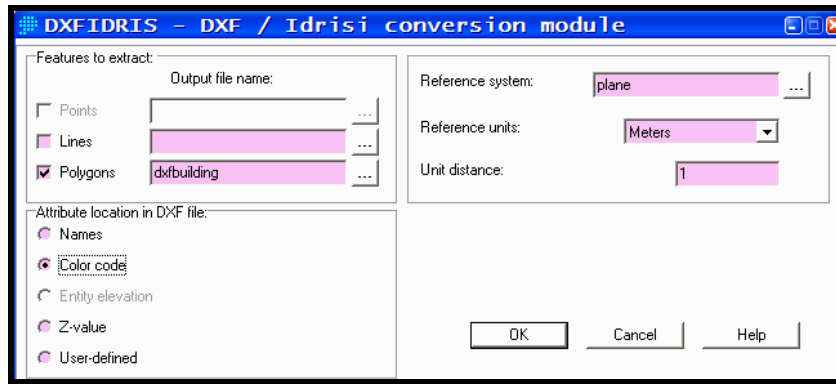 DXFIDRIS - DXF / Idrisi conversion module
Features to extract:
Output file name:
Points
...
Lines
...
Polygons
dxfbuilding
...
Attribute location in DXF file:
Names
Color code
Entity elevation
Z-value
User-defined
Reference system:
plane
...
Reference units:
Meters
Unit distance:
1
OK
Cancel
Help